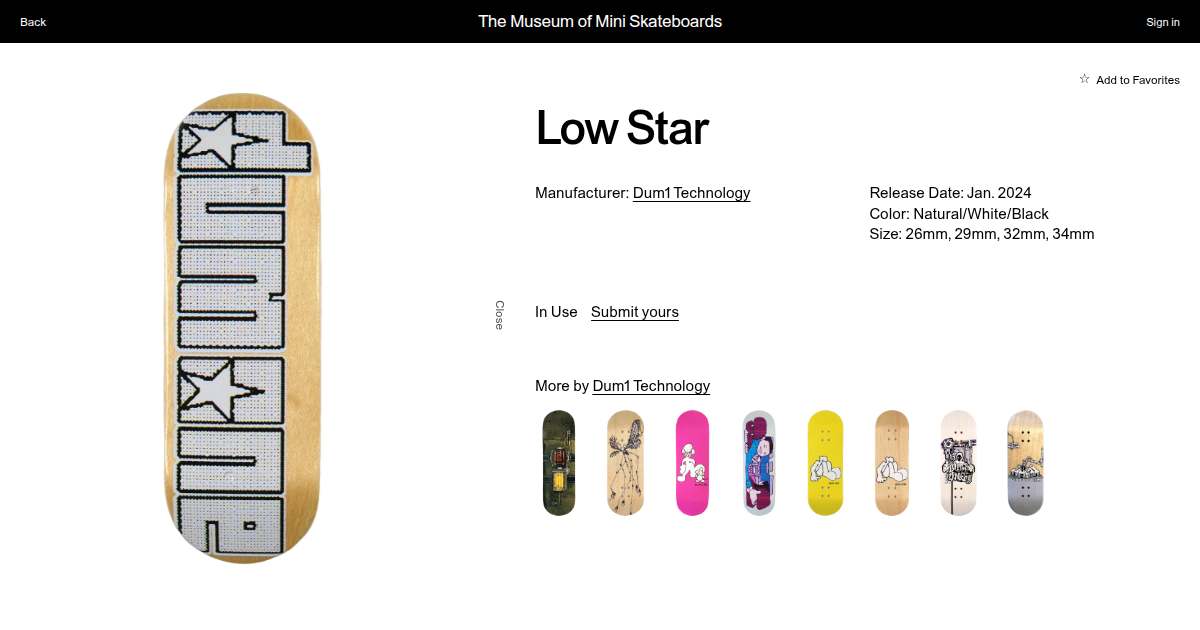 Back
The Museum of Mini Skateboards
Sign in
☆ Add to Favorites
Low Star
Manufacturer: Dum1 Technology
Release Date: Jan. 2024
Color: Natural/White/Black
Size: 26mm, 29mm, 32mm, 34mm
Close
In Use Submit yours
More by Dum1 Technology